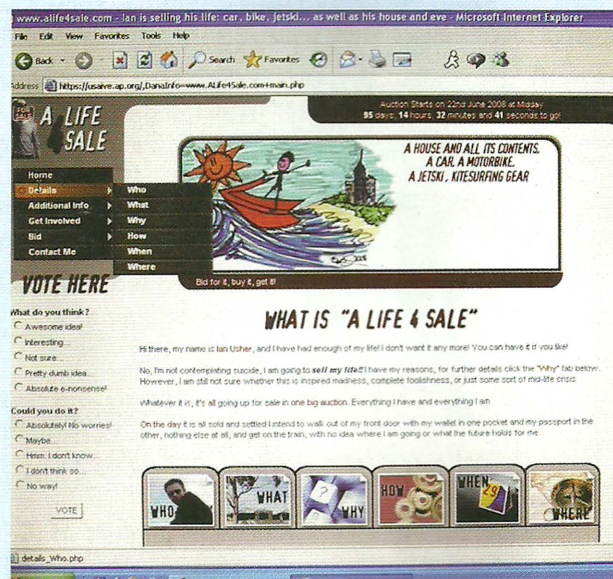 www.alife4sale.com - Ian is selling his life: car, bike, jetski... as well as his house and eve - Microsoft Internet Explorer
File Edit View Favorites Tools Help
Back Search Favorites
Address https://usaive.ap.org/,DanaInfo=www.ALife4Sale.com+main.php
FOR SALE
A LIFE
SALE
Auction Starts on 22nd June 2008 at Midday
95 days, 14 hours, 32 minutes and 41 seconds to go!
A HOUSE AND ALL ITS CONTENTS.
A CAR, A MOTORBIKE,
A JETSKI, KITESURFING GEAR
Home
Details
Additional Info
Get Involved
Bid
Contact Me
Who
What
Why
How
When
Where
Bid for it, buy it, get it!
VOTE HERE
What do you think?
Awesome idea!
Interesting...
Not sure...
Pretty dumb idea...
Absolute e-nonsense!
Could you do it?
Absolutely! No worries!
Maybe...
Hmm. I don't know...
I don't think so...
No way!
VOTE
WHAT IS "A LIFE 4 SALE"
Hi there, my name is Ian Usher, and I have had enough of my life! I don't want it any more! You can have it if you like!
No, I'm not contemplating suicide, I am going to sell my life!! I have my reasons, for further details click the "Why" tab below.
However, I am still not sure whether this is inspired madness, complete foolishness, or just some sort of mid-life crisis
Whatever it is, it's all going up for sale in one big auction. Everything I have and everything I am.
On the day it is all sold and settled I intend to walk out of my front door with my wallet in one pocket and my passport in the
other, nothing else at all, and get on the train, with no idea where I am going or what the future holds for me.
WHO
WHAT
WHY
HOW
WHEN
29
WHERE
details_Who.php